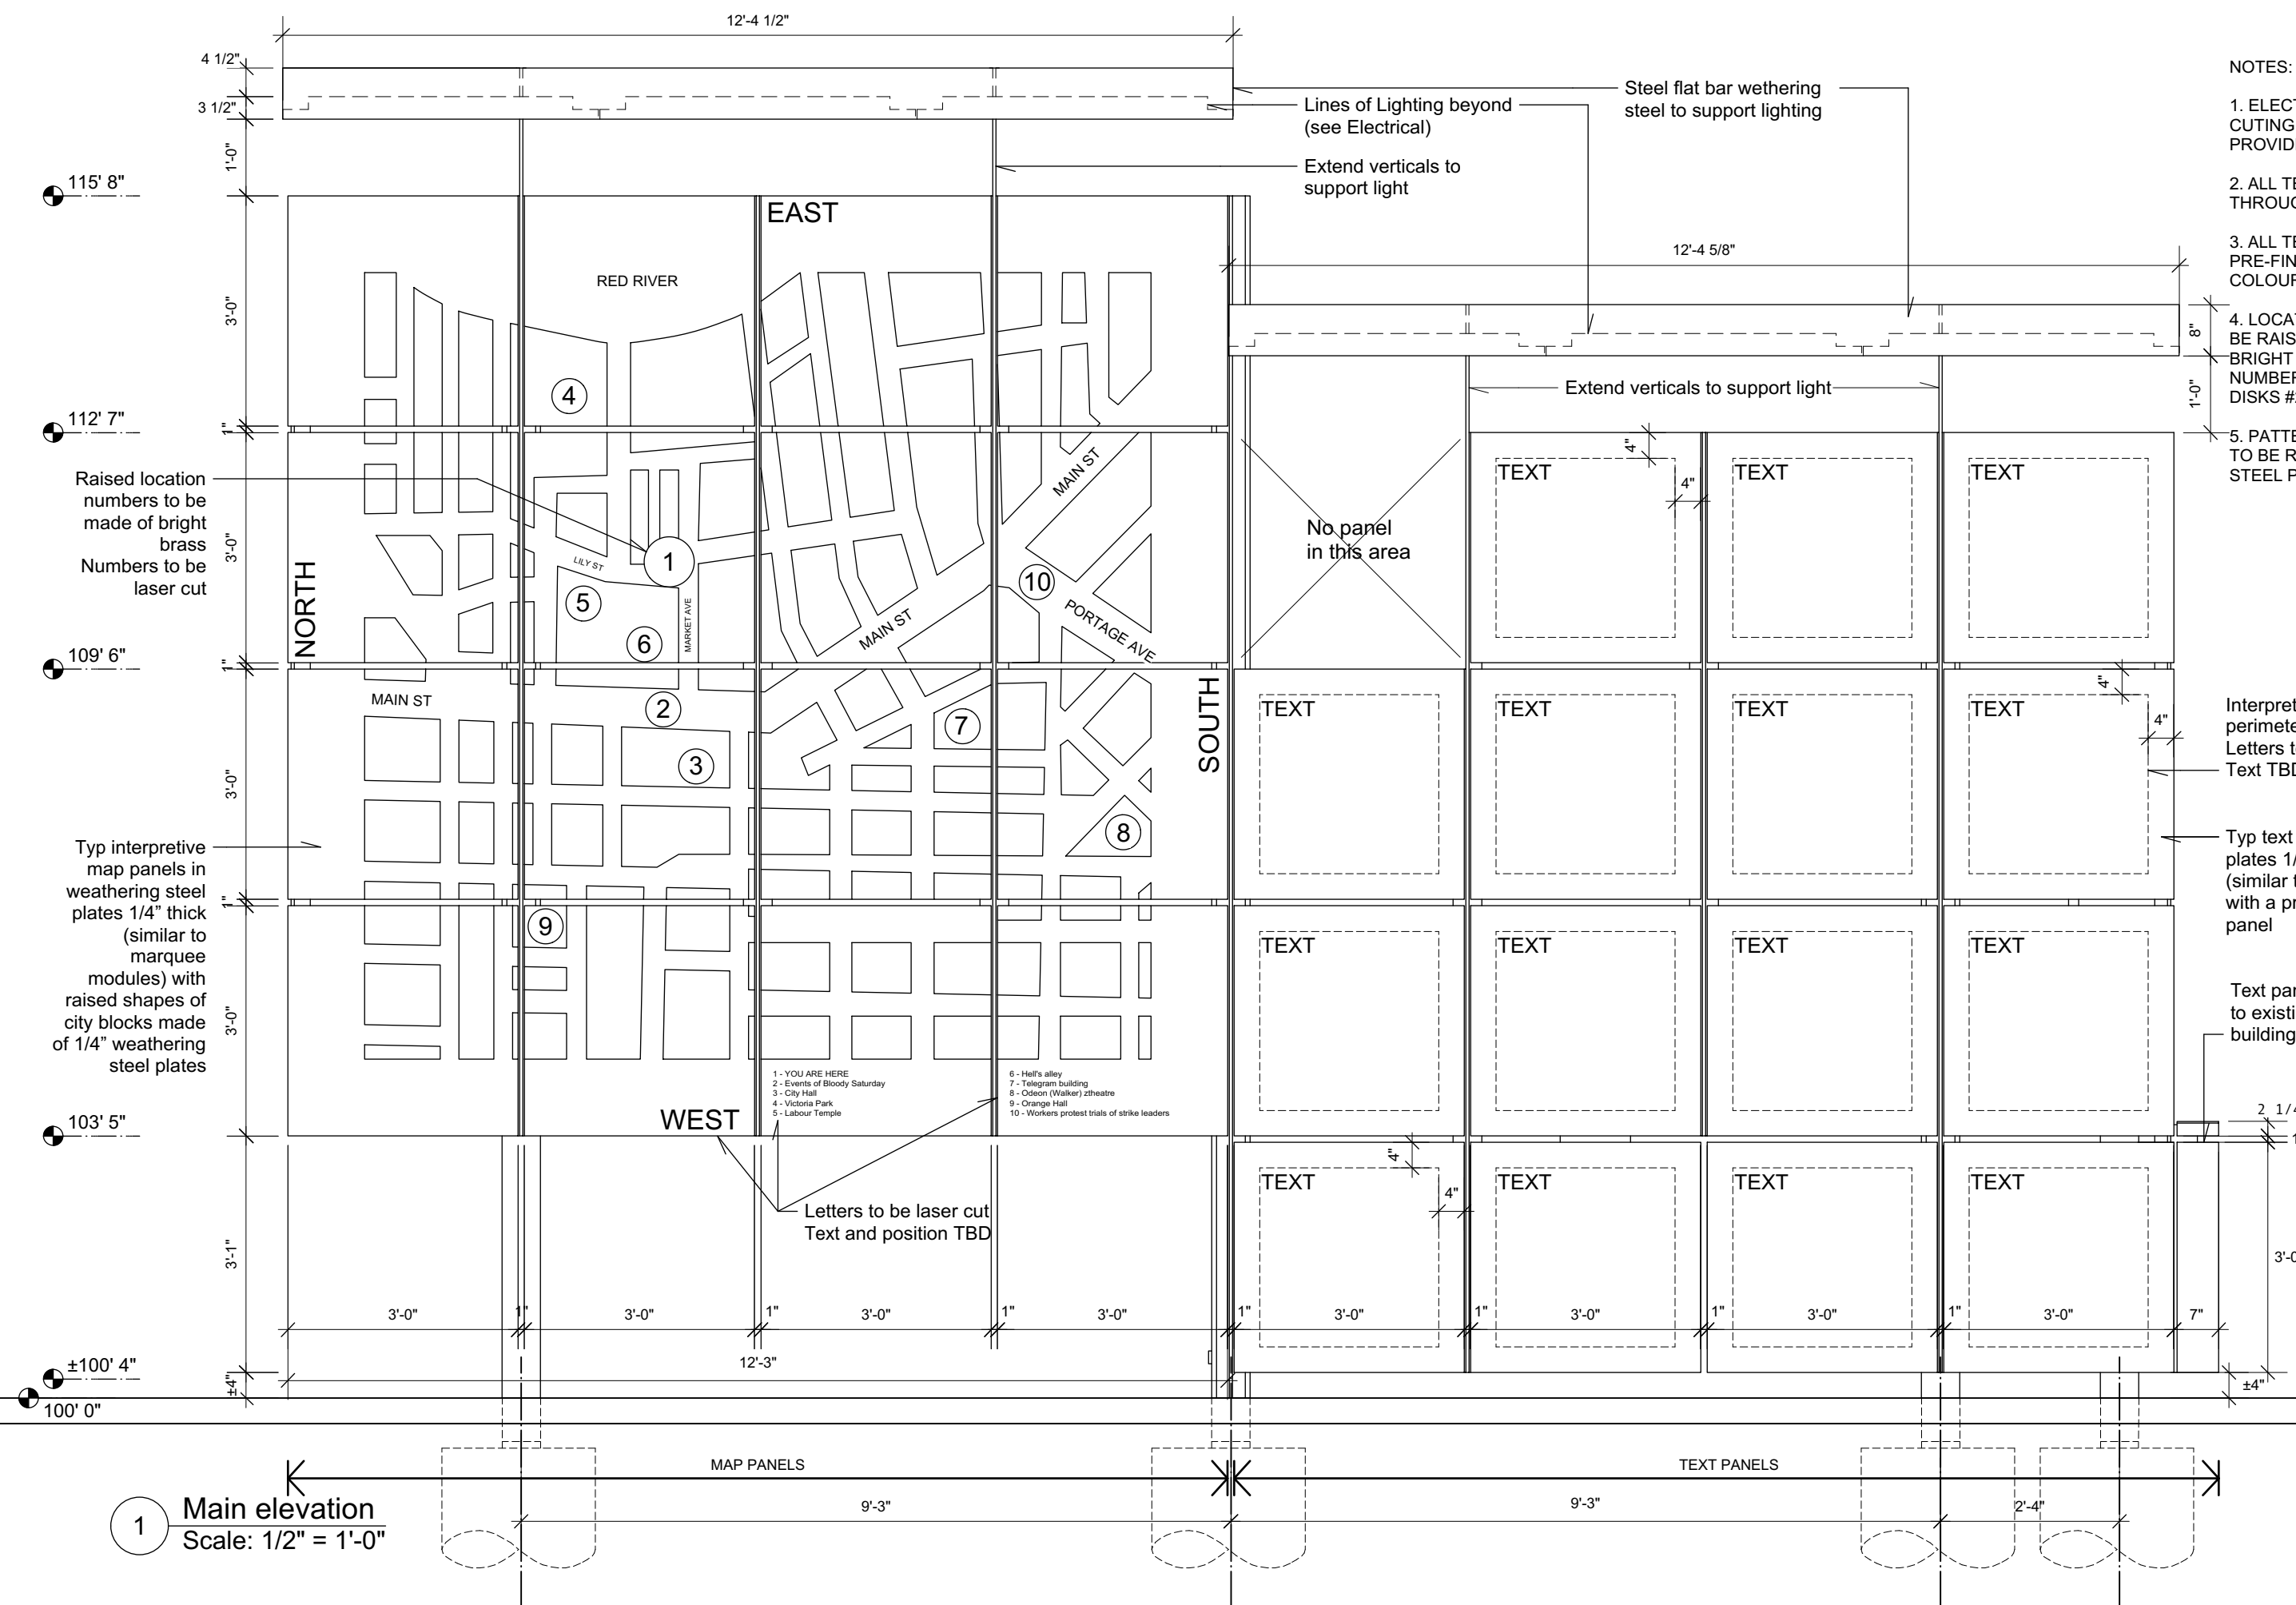 12'-4 1/2"
4 1/2"
3 1/2"
1'-0"
Steel flat bar wethering
steel to support lighting
Lines of Lighting beyond
(see Electrical)
Extend verticals to
support light
NOTES:
1. ELECT
CUTING
PROVID
2. ALL TE
THROUG
3. ALL TE
PRE-FIN
COLOUR
4. LOCAT
BE RAIS
BRIGHT
NUMBER
DISKS #
5. PATTE
TO BE R
STEEL P
115' 8"
EAST
RED RIVER
3'-0"
12'-4 5/8"
8"
1'-0"
Extend verticals to support light
4
112' 7"
1"
Raised location
numbers to be
made of bright
brass
Numbers to be
laser cut
3'-0"
NORTH
MAIN ST
LILY ST
1
5
6
MARKET AVE
MAIN ST
10
PORTAGE AVE
No panel
in this area
4"
4"
TEXT
TEXT
TEXT
109' 6"
1"
MAIN ST
2
3
7
8
SOUTH
3'-0"
TEXT
TEXT
TEXT
TEXT
4"
4"
Interpret
perimete
Letters t
Text TBD
Typ text
plates 1/
(similar t
with a pr
panel
Typ interpretive
map panels in
weathering steel
plates 1/4” thick
(similar to
marquee
modules) with
raised shapes of
city blocks made
of 1/4” weathering
steel plates
1"
9
3'-0"
TEXT
TEXT
TEXT
TEXT
Text pan
to existi
building
1 - YOU ARE HERE
2 - Events of Bloody Saturday
3 - City Hall
4 - Victoria Park
5 - Labour Temple
6 - Hell's alley
7 - Telegram building
8 - Odeon (Walker) ztheatre
9 - Orange Hall
10 - Workers protest trials of strike leaders
WEST
103' 5"
2 1/4
4"
4"
TEXT
TEXT
TEXT
TEXT
Letters to be laser cut
Text and position TBD
3'-1"
3'-0
3'-0"
1"
3'-0"
1"
3'-0"
1"
3'-0"
1"
3'-0"
1"
3'-0"
1"
3'-0"
1"
3'-0"
7"
12'-3"
±100' 4"
±4"
±4"
100' 0"
MAP PANELS
TEXT PANELS
9'-3"
9'-3"
2'-4"
1
Main elevation
Scale: 1/2" = 1'-0"